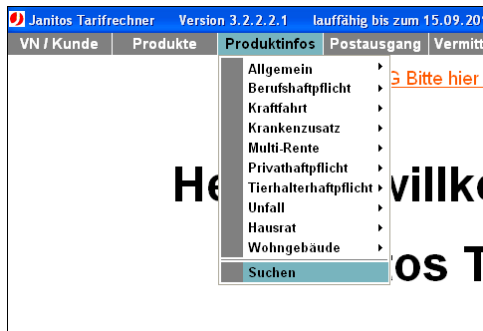 Janitos Tarifrechner Version 3.2.2.2.1 lauffähig bis zum 15.09.20
VN / Kunde Produkte Produktinfos Postausgang Vermitt
Allgemein
G Bitte hier
Berufshaftpflicht
Kraftfahrt
Krankenzusatz
Multi-Rente
Privathaftpflicht
He willk
Tierhalterhaftpflicht
Unfall
Hausrat
Wohngebäude
os T
Suchen